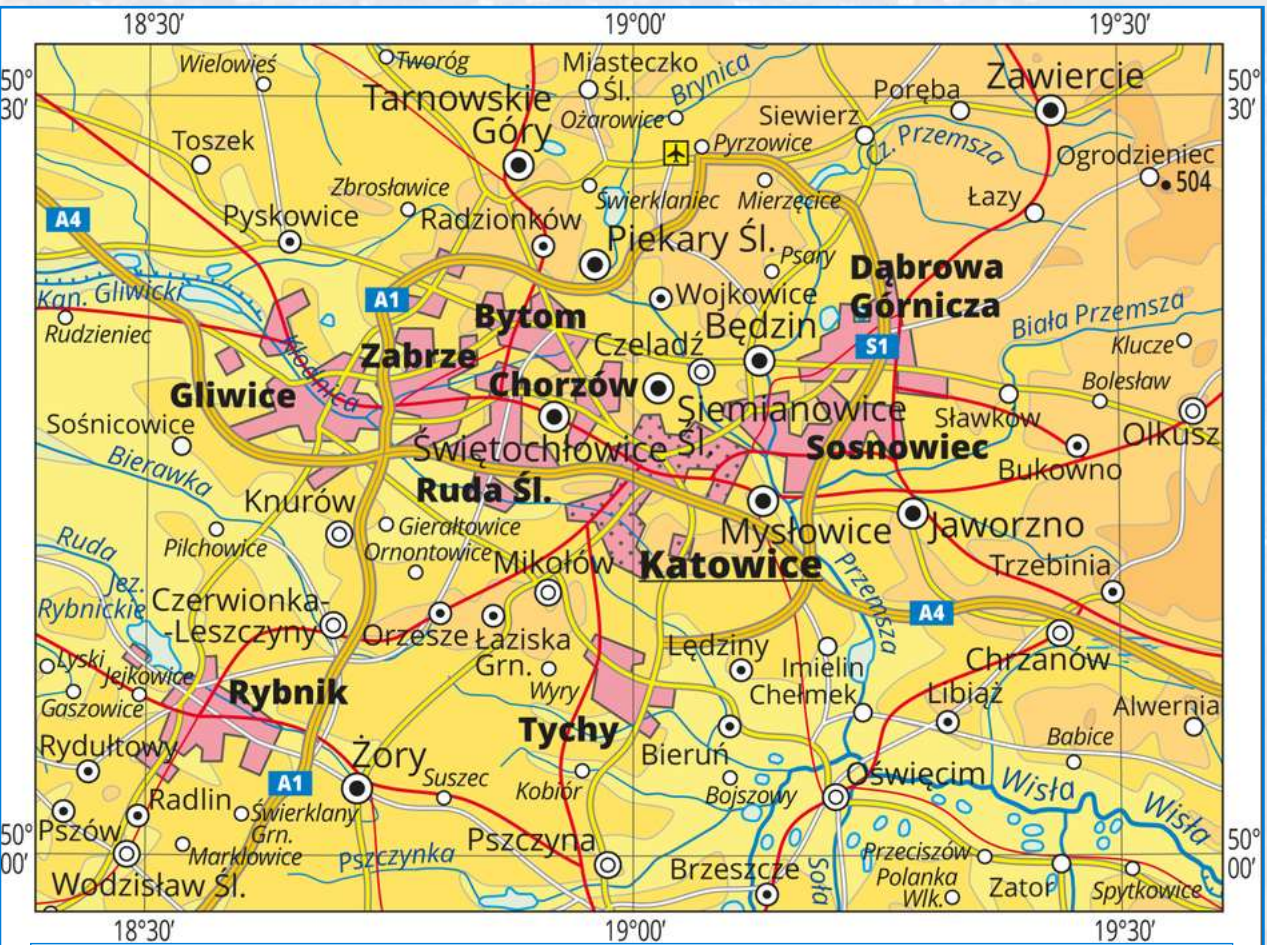 18°30′
19°00′
19°30′
50°
30′
50°
30′
Wielowieś
Tworóg
Miasteczko
Śl.
Brynica
Tarnowskie
Góry
Ożarowice
Siewierz
Poręba
Zawiercie
Toszek
Pyrzowice
Cz. Przemsza
Ogrodzieniec
504
Zbrosławice
Świerklaniec
Mierzęcice
Łazy
A4
Pyskowice
Radzionków
Piekary Śl.
Psary
Dąbrowa
Górnicza
Kan. Gliwicki
A1
Wojkowice
Biała Przemsza
Rudzieniec
Bytom
Będzin
Klucze
Kłodnica
Zabrze
Czeladź
S1
Gliwice
Chorzów
Bolesław
Siemianowice
Śl.
Sławków
Olkusz
Sośnicowice
Świętochłowice
Sosnowiec
Bukowno
Bierawka
Ruda Śl.
Knurów
Gierałtowice
Mysłowice
Jaworzno
Pilchowice
Ornontowice
Mikołów
Katowice
Trzebinia
Ruda
Przemsza
Jez.
Rybnickie
Czerwionka-
-Leszczyny
Orzesze
Łaziska
Grn.
A4
Lędziny
Imielin
Chrzanów
Lyski
Jejkowice
Wyry
Chełmek
Libiąż
Gaszowice
Rybnik
Alwernia
Tychy
Bieruń
Babice
Rydułtowy
Żory
Suszec
Kobiór
Bojszowy
Oświęcim
Wisła
Wisła
A1
Radlin
Świerklany
Grn.
Pszów
50°
00′
50°
00′
Marklowice
Pszczynka
Pszczyna
Brzeszcze
Soła
Przeciszów
Polanka
Wlk.
Zator
Spytkowice
Wodzisław Śl.
18°30′
19°00′
19°30′